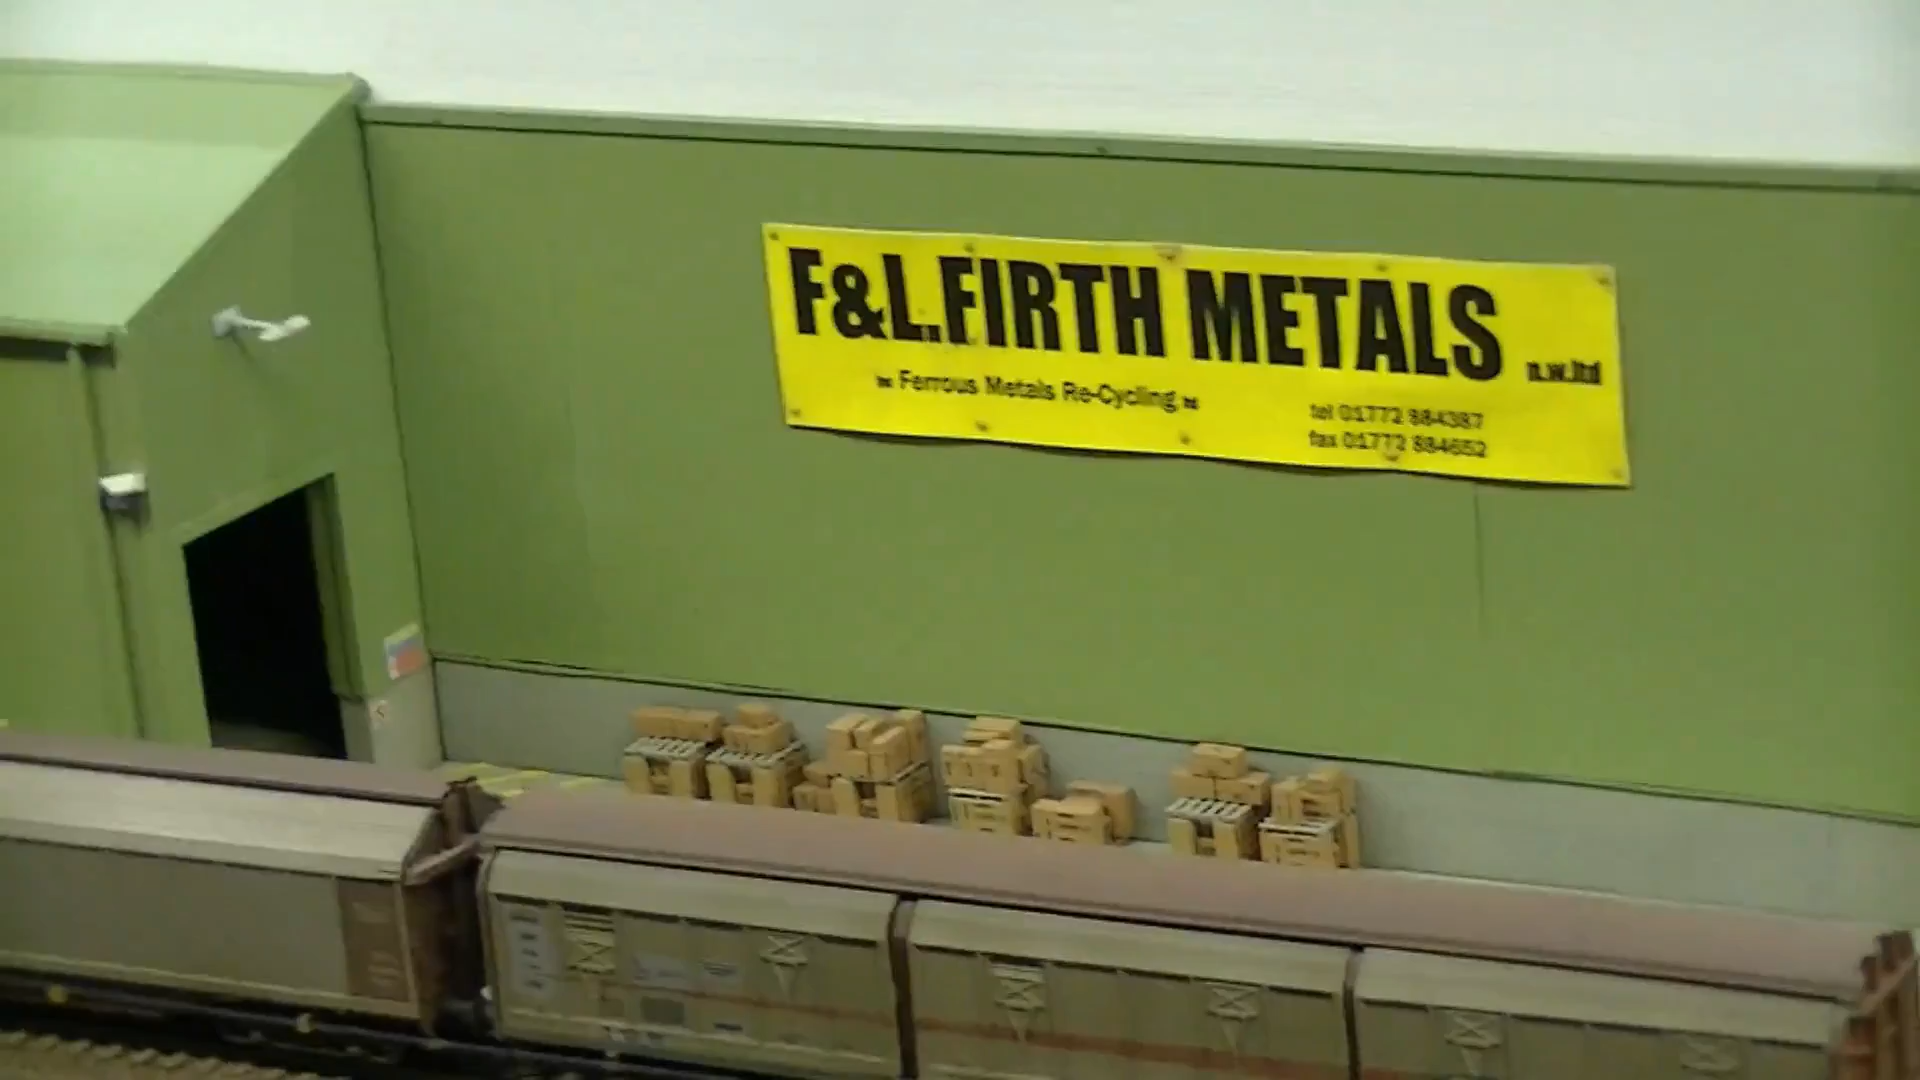 F&L.FIRTH METALS n.w.ltd
Ferrous Metals Re-Cycling
tel 01772 884387
fax 01772 884652